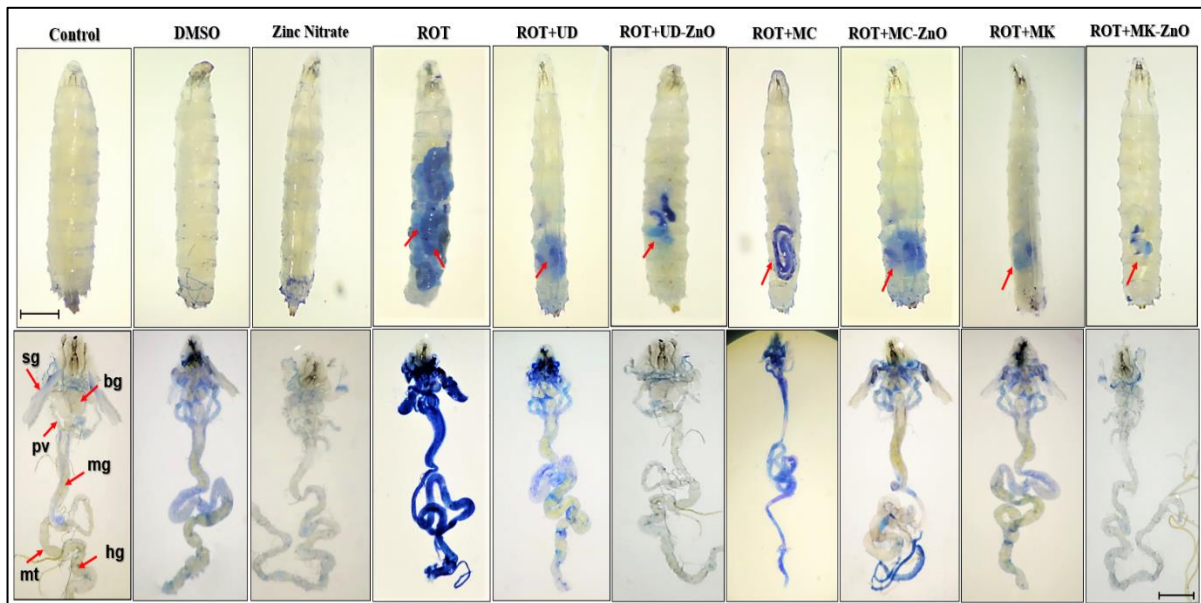 Control DMSO Zinc Nitrate ROT ROT+UD ROT+UD-ZnO ROT+MC ROT+MC-ZnO ROT+MK ROT+MK-ZnO
sg
bg
pv
mg
mt
hg